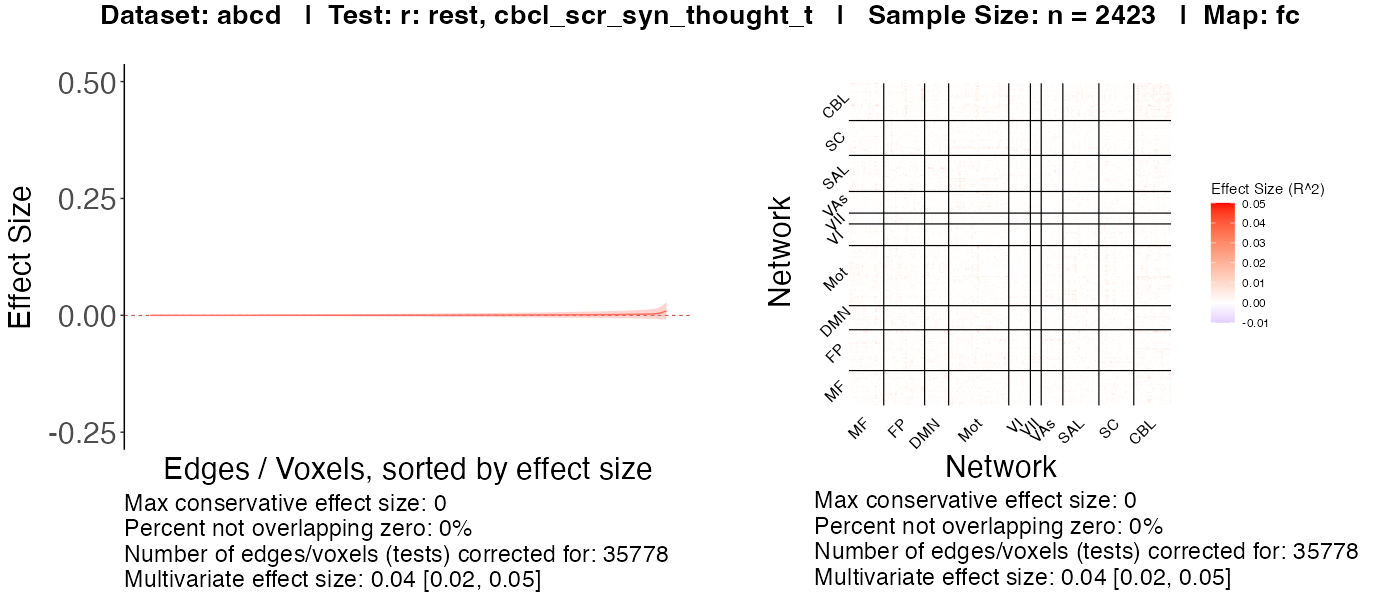 Dataset: abcd | Test: r: rest, cbcl_scr_syn_thought_t | Sample Size: n = 2423 | Map: fc
0.50
0.25
0.00
-0.25
Effect Size
Edges / Voxels, sorted by effect size
Max conservative effect size: 0
Percent not overlapping zero: 0%
Number of edges/voxels (tests) corrected for: 35778
Multivariate effect size: 0.04 [0.02, 0.05]
Network
CBL
SC
SAL
VAs
VII
VI
Mot
DMN
FP
MF
MF FP DMN Mot VI VII VAs SAL SC CBL
Network
Effect Size (R^2)
0.05
0.04
0.03
0.02
0.01
0.00
-0.01
Max conservative effect size: 0
Percent not overlapping zero: 0%
Number of edges/voxels (tests) corrected for: 35778
Multivariate effect size: 0.04 [0.02, 0.05]